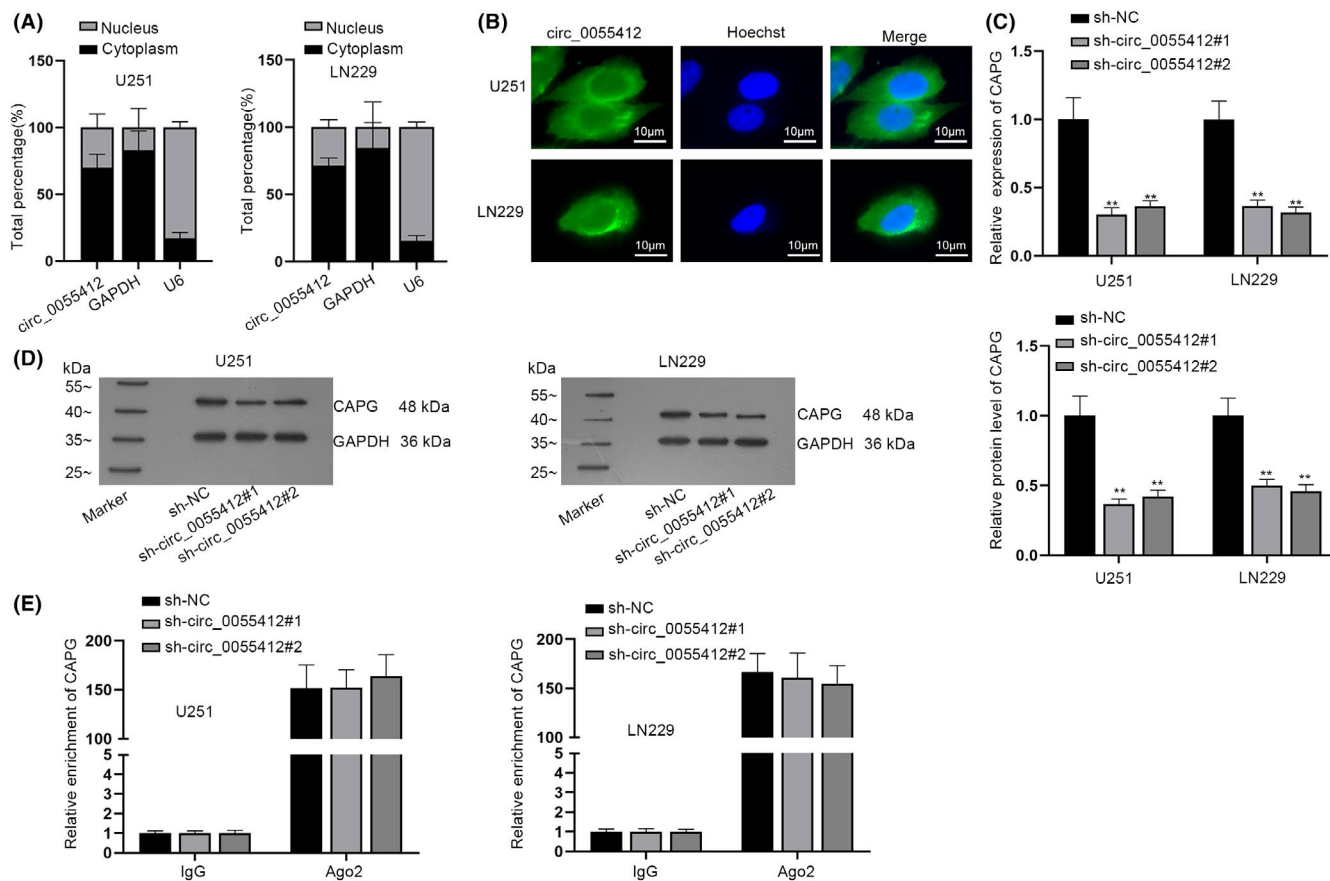 (A)
Nucleus
Cytoplasm
U251
Total percentage(%)
150
100
50
0
circ_0055412
GAPDH
U6
Nucleus
Cytoplasm
LN229
Total percentage(%)
150
100
50
0
circ_0055412
GAPDH
U6
(B)
circ_0055412 Hoechst Merge
U251
10μm 10μm 10μm
LN229
10μm 10μm 10μm
(C)
sh-NC
sh-circ_0055412#1
sh-circ_0055412#2
Relative expression of CAPG
1.5
1.0
0.5
0.0
** ** ** **
U251 LN229
sh-NC
sh-circ_0055412#1
sh-circ_0055412#2
Relative protein level of CAPG
1.5
1.0
0.5
0.0
** ** ** **
U251 LN229
(D)
U251
kDa
55~
40~
35~
25~
CAPG 48 kDa
GAPDH 36 kDa
Marker
sh-NC
sh-circ_0055412#1
sh-circ_0055412#2
LN229
kDa
55~
40~
35~
25~
CAPG 48 kDa
GAPDH 36 kDa
Marker
sh-NC
sh-circ_0055412#1
sh-circ_0055412#2
(E)
sh-NC
sh-circ_0055412#1
sh-circ_0055412#2
U251
Relative enrichment of CAPG
200
150
100
5
4
3
2
1
0
IgG Ago2
sh-NC
sh-circ_0055412#1
sh-circ_0055412#2
LN229
Relative enrichment of CAPG
200
150
100
5
4
3
2
1
0
IgG Ago2